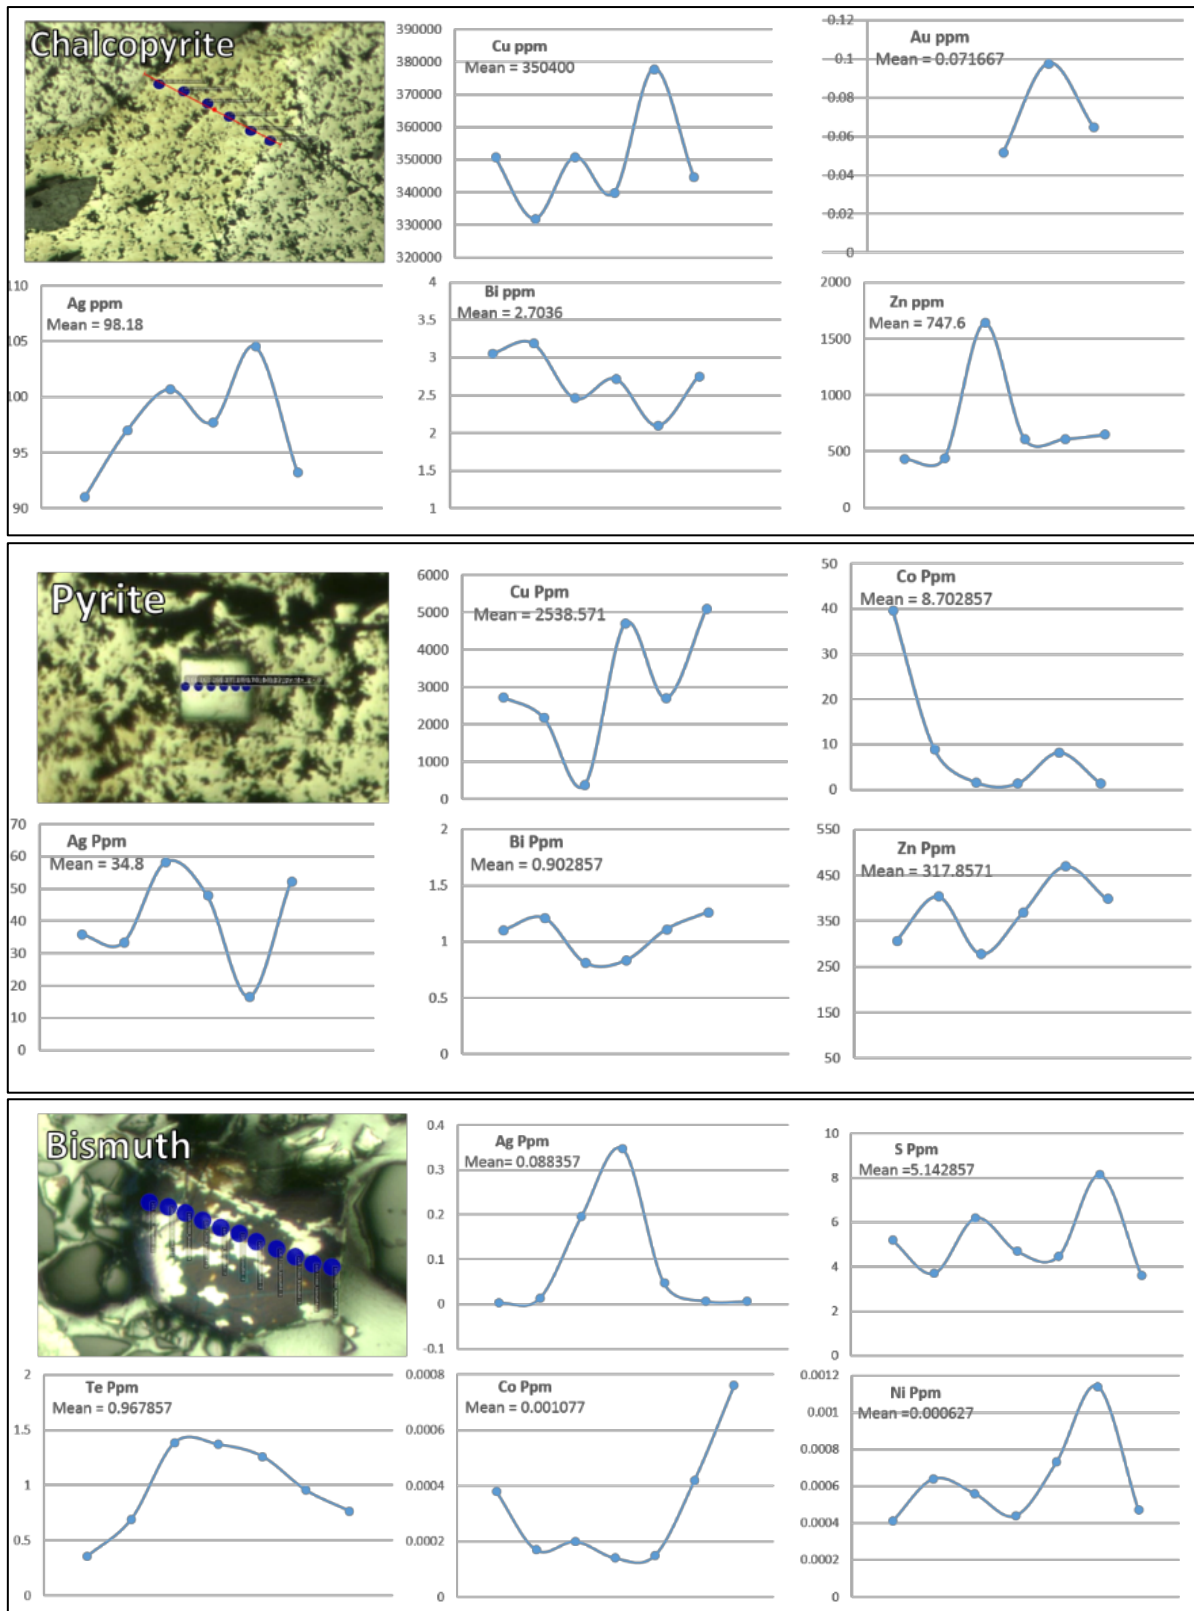 Chalcopyrite
Cu ppm
Mean = 350400
390000
380000
370000
360000
350000
340000
330000
320000
Au ppm
Mean = 0.071667
0.12
0.1
0.08
0.06
0.04
0.02
0
Ag ppm
Mean = 98.18
110
105
100
95
90
Bi ppm
Mean = 2.7036
4
3.5
3
2.5
2
1.5
1
Zn ppm
Mean = 747.6
2000
1500
1000
500
0
Pyrite
Cu Ppm
Mean = 2538.571
6000
5000
4000
3000
2000
1000
0
Co Ppm
Mean = 8.702857
50
40
30
20
10
0
Ag Ppm
Mean = 34.8
70
60
50
40
30
20
10
0
Bi Ppm
Mean = 0.902857
2
1.5
1
0.5
0
Zn Ppm
Mean = 317.8571
550
450
350
250
150
50
Bismuth
Ag Ppm
Mean= 0.088357
0.4
0.3
0.2
0.1
0
-0.1
S Ppm
Mean =5.142857
10
8
6
4
2
0
Te Ppm
Mean = 0.967857
2
1.5
1
0.5
0
Co Ppm
Mean = 0.001077
0.0008
0.0006
0.0004
0.0002
0
Ni Ppm
Mean =0.000627
0.0012
0.001
0.0008
0.0006
0.0004
0.0002
0